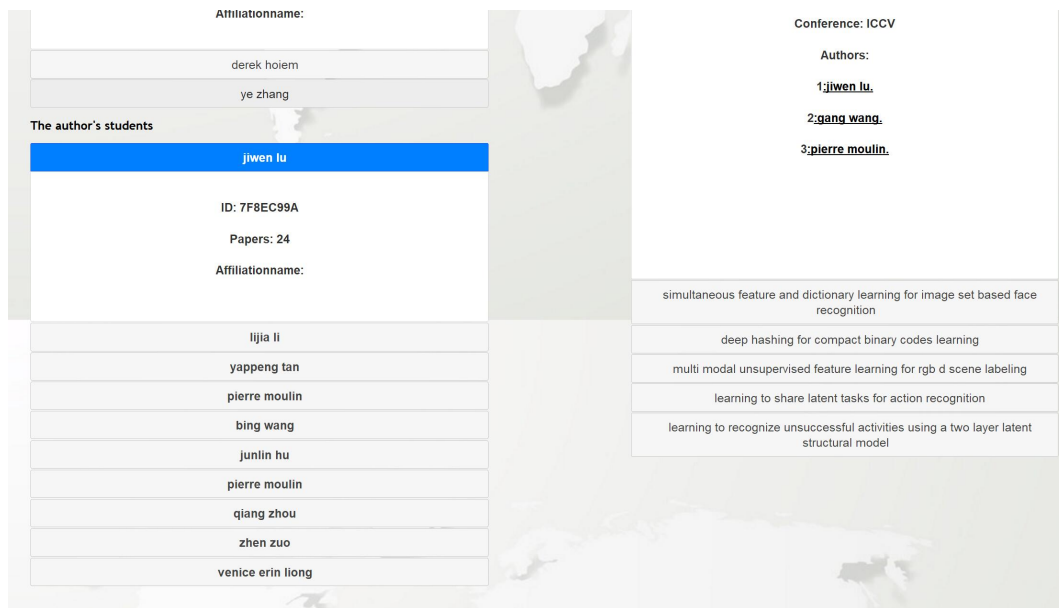 Affiliationname:
derek hoiem
ye zhang
The author's students
jiwen lu
ID: 7F8EC99A
Papers: 24
Affiliationname:
lijia li
yappeng tan
pierre moulin
bing wang
junlin hu
pierre moulin
qiang zhou
zhen zuo
venice erin liong
Conference: ICCV
Authors:
1:jiwen lu.
2:gang wang.
3:pierre moulin.
simultaneous feature and dictionary learning for image set based face
recognition
deep hashing for compact binary codes learning
multi modal unsupervised feature learning for rgb d scene labeling
learning to share latent tasks for action recognition
learning to recognize unsuccessful activities using a two layer latent
structural model